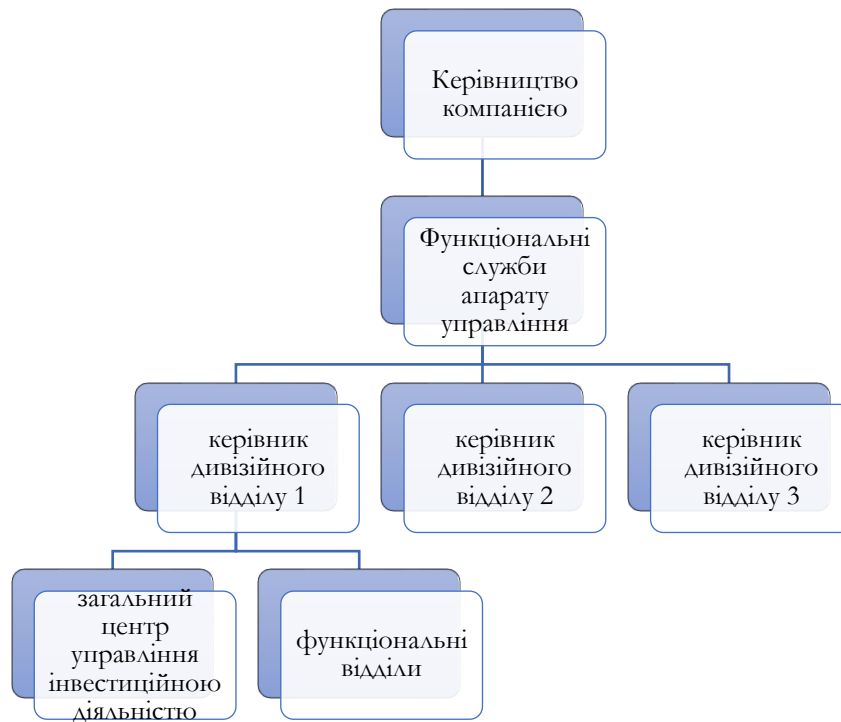 Керівництво
компанією
Функціональні
служби
апарату
управління
керівник
дивізійного
відділу 1
керівник
дивізійного
відділу 2
керівник
дивізійного
відділу 3
загальний
центр
управління
інвестиційною
діяльністю
функціональні
відділи